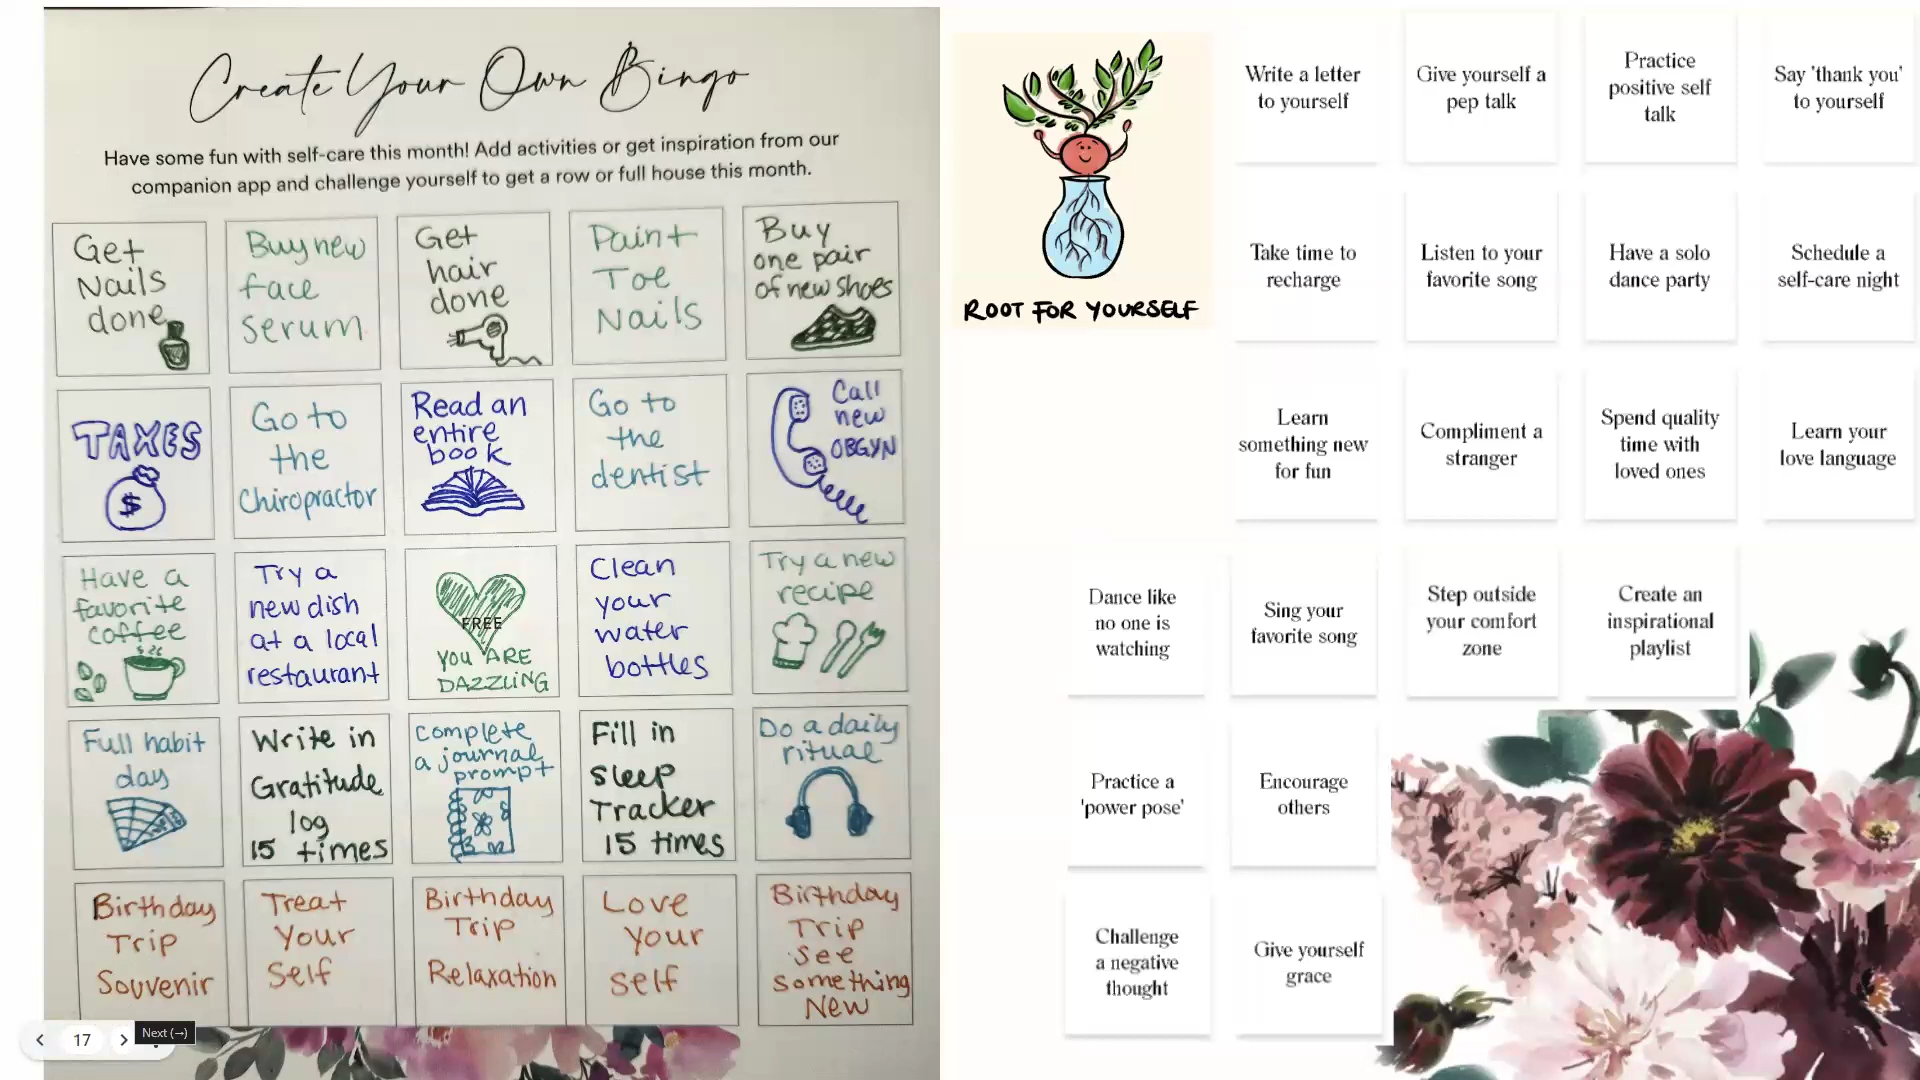 Create Your Own Bingo
Have some fun with self-care this month! Add activities or get inspiration from our
companion app and challenge yourself to get a row or full house this month.
Get
Nails
done
Buy new
face
serum
Get
hair
done
Paint
Toe
Nails
Buy
one pair
of new shoes
TAXES
$
Go to
the
Chiropractor
Read an
entire
book
Go to
the
dentist
Call
new
OBGYN
Have a
favorite
coffee
Try a
new dish
at a local
restaurant
FREE
YOU ARE
DAZZLING
Clean
your
water
bottles
Try a new
recipe
Full habit
day
Write in
Gratitude
log
15 times
Complete
a journal
prompt
Fill in
sleep
Tracker
15 times
Do a daily
ritual
Birthday
Trip
Souvenir
Treat
Your
Self
Birthday
Trip
Relaxation
Love
Your
Self
Birthday
Trip
See
something
New
17
Next (→)
ROOT FOR YOURSELF
Write a letter
to yourself
Give yourself a
pep talk
Practice
positive self
talk
Say 'thank you'
to yourself
Take time to
recharge
Listen to your
favorite song
Have a solo
dance party
Schedule a
self-care night
Learn
something new
for fun
Compliment a
stranger
Spend quality
time with
loved ones
Learn your
love language
Dance like
no one is
watching
Sing your
favorite song
Step outside
your comfort
zone
Create an
inspirational
playlist
Practice a
'power pose'
Encourage
others
Challenge
a negative
thought
Give yourself
grace